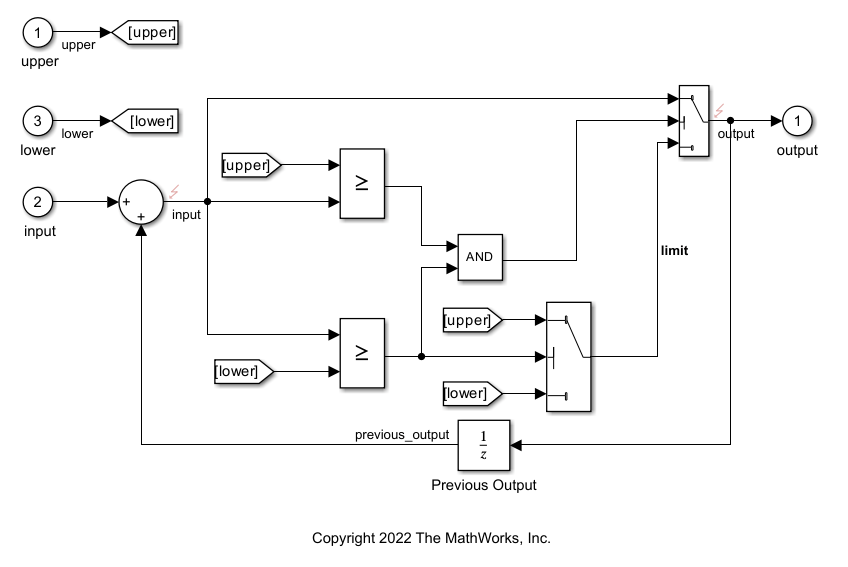 1
upper
[upper]
upper
3
lower
[lower]
lower
2
input
+
+
input
[upper]
≥
AND
[lower]
≥
[upper]
[lower]
limit
output
1
output
previous_output
1
z
Previous Output
Copyright 2022 The MathWorks, Inc.